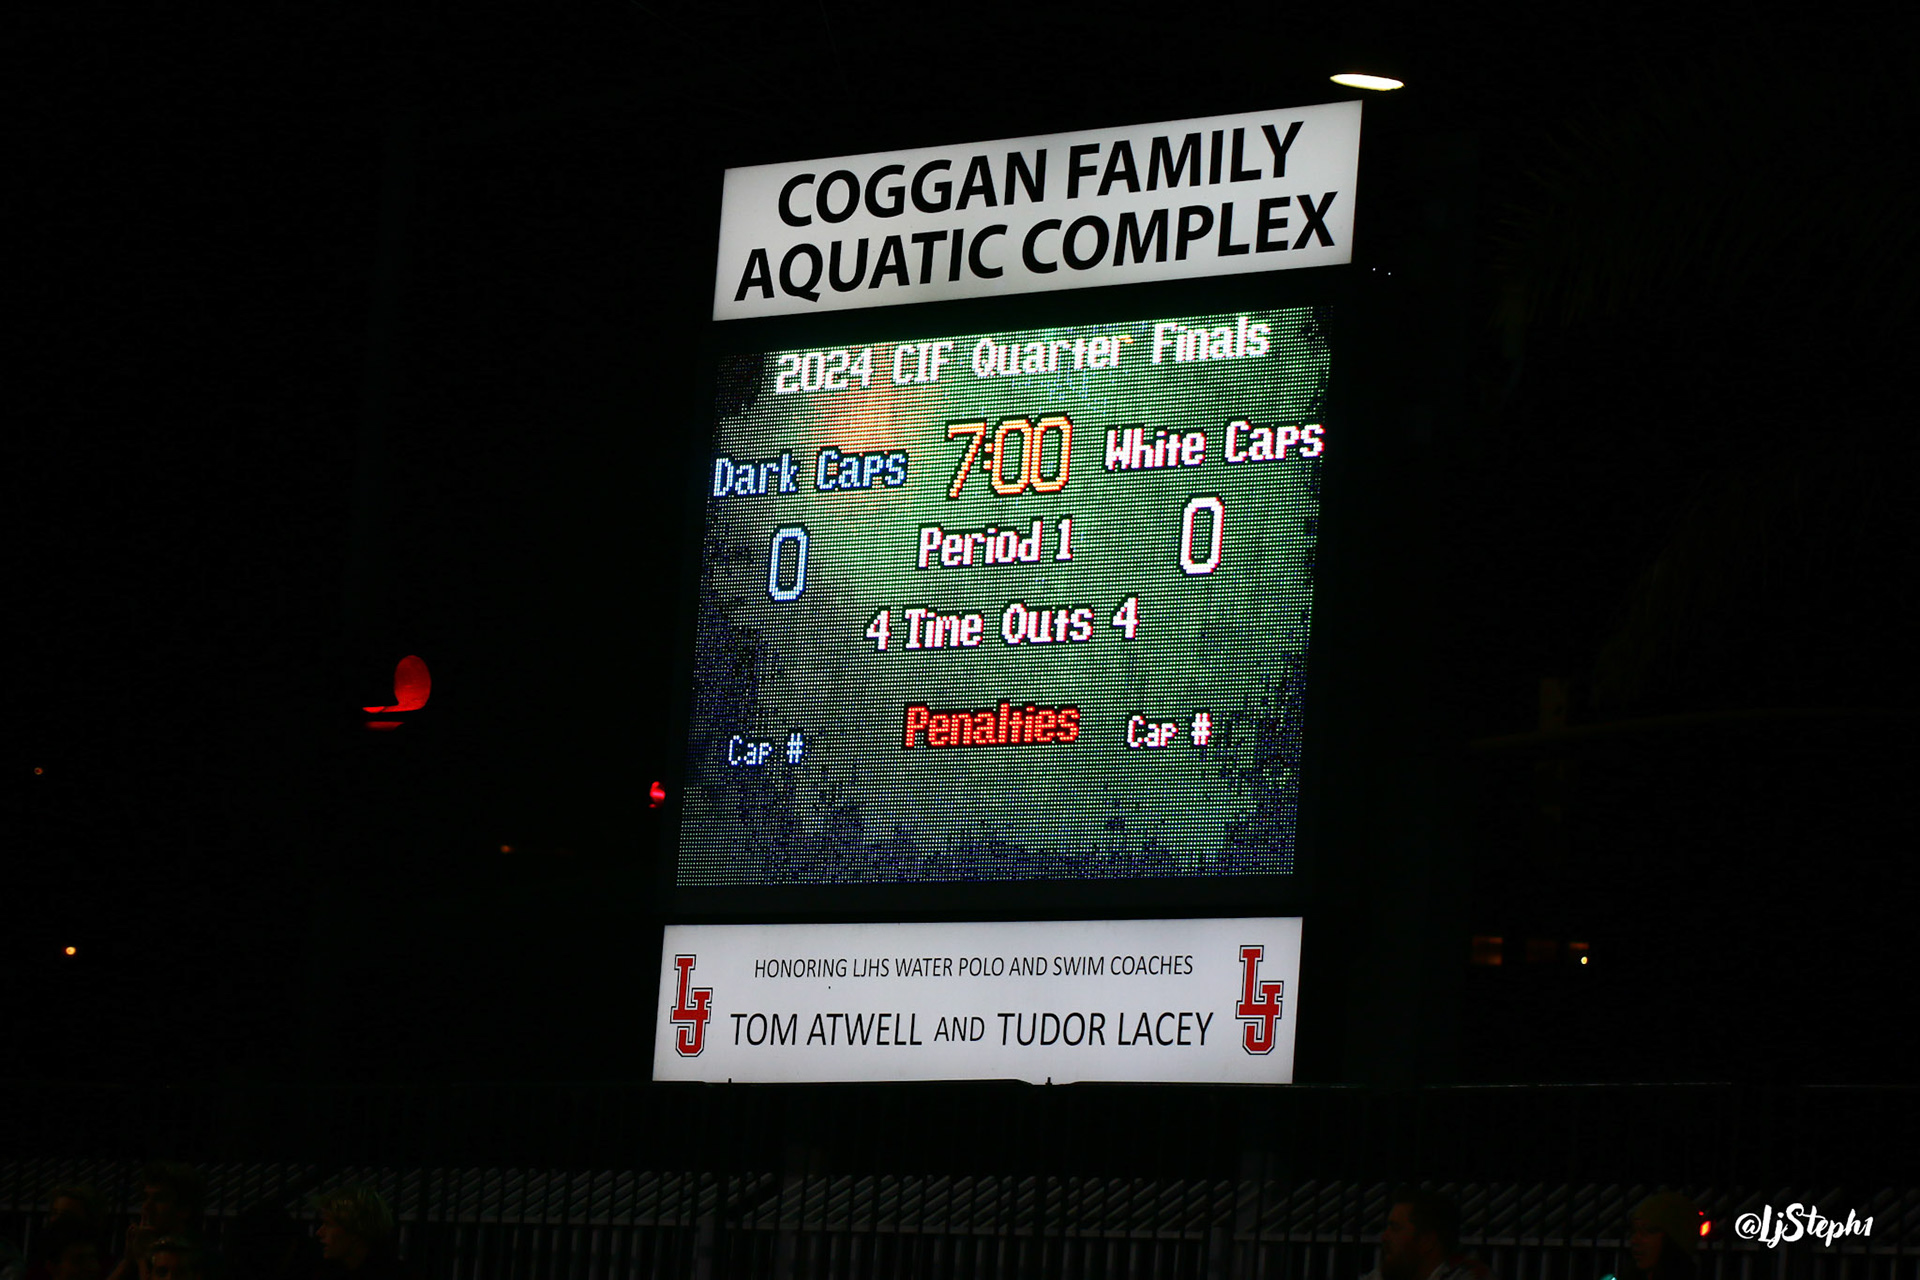 COGGAN FAMILY
AQUATIC COMPLEX
2024 CIF Quarter Finals
Dark Caps 7:00 White Caps
0 Period 1 0
4 Time Outs 4
Cap # Penalties Cap #
HONORING LJHS WATER POLO AND SWIM COACHES
LJ TOM ATWELL AND TUDOR LACEY LJ
@LjSteph1